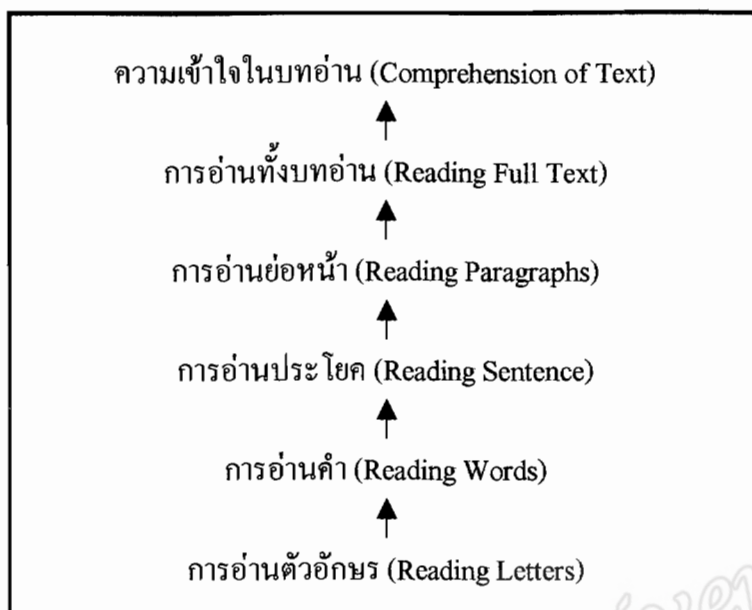 ความเข้าใจในบทอ่าน (Comprehension of Text)
การอ่านทั้งบทอ่าน (Reading Full Text)
การอ่านย่อหน้า (Reading Paragraphs)
การอ่านประโยค (Reading Sentence)
การอ่านคำ (Reading Words)
การอ่านตัวอักษร (Reading Letters)